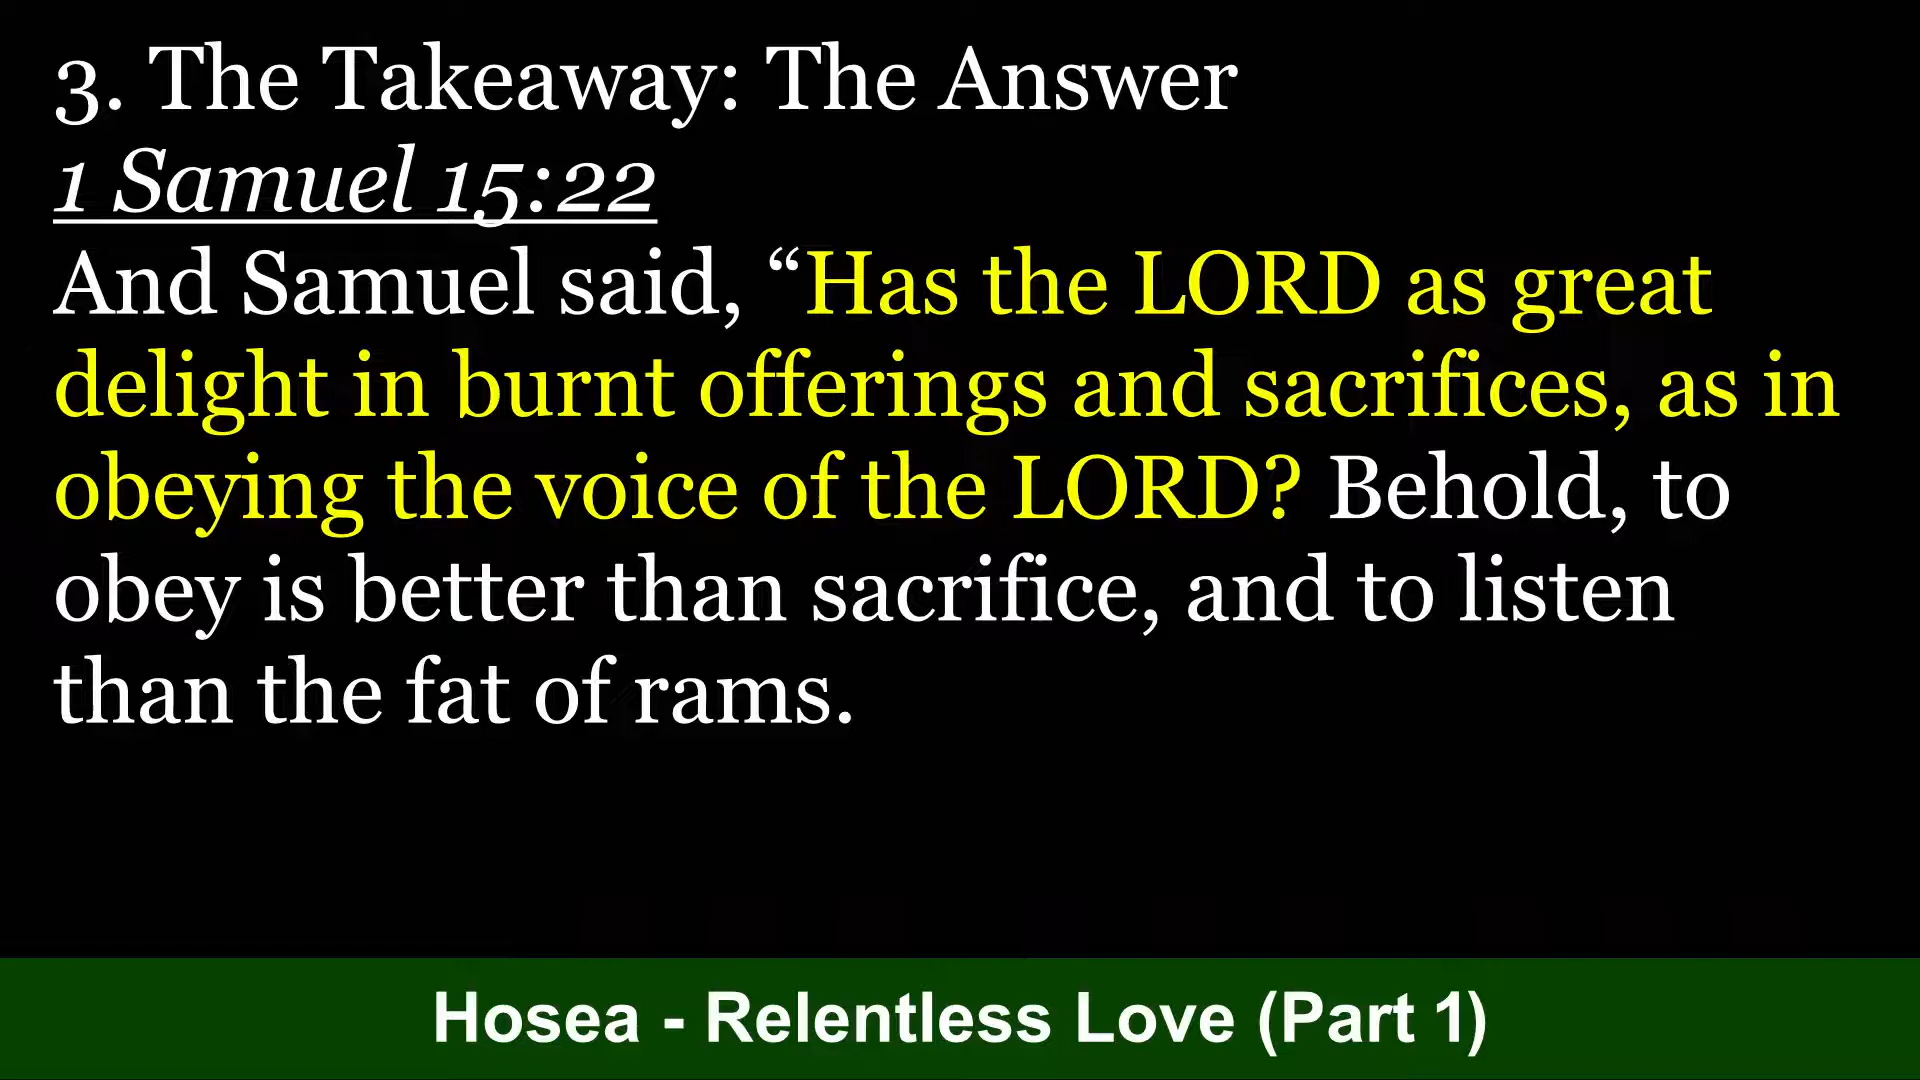 3. The Takeaway: The Answer
1 Samuel 15:22
And Samuel said, “Has the LORD as great
delight in burnt offerings and sacrifices, as in
obeying the voice of the LORD? Behold, to
obey is better than sacrifice, and to listen
than the fat of rams.
Hosea - Relentless Love (Part 1)